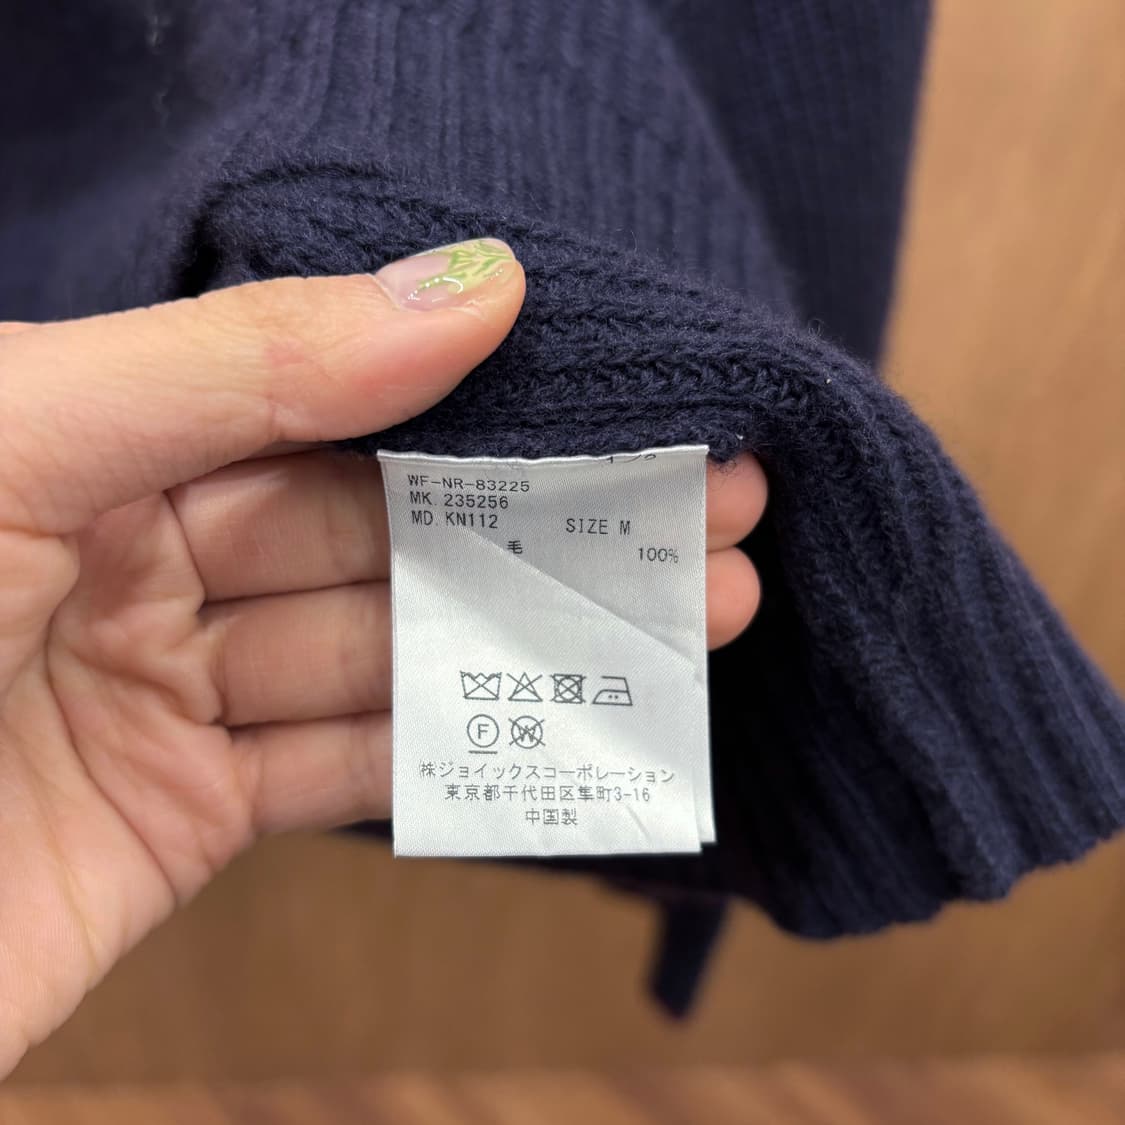 WF-NR-83225
MK. 235256
MD. KN112 SIZE M
毛 100%
F W
㈱ジョイックスコーポレーション
東京都千代田区隼町3-16
中国製